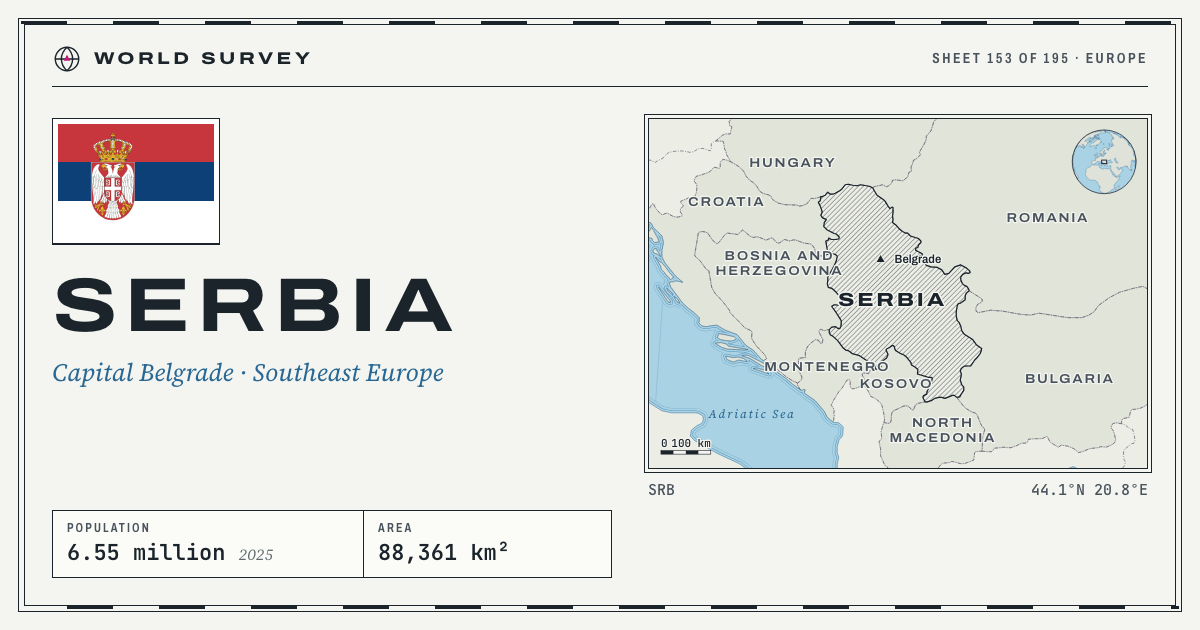 WORLD SURVEY
SHEET 153 OF 195 · EUROPE
SERBIA
Capital Belgrade · Southeast Europe
HUNGARY
CROATIA
ROMANIA
BOSNIA AND
HERZEGOVINA
Belgrade
SERBIA
MONTENEGRO
KOSOVO
BULGARIA
Adriatic Sea
NORTH
MACEDONIA
0 100 km
SRB
44.1°N 20.8°E
POPULATION
6.55 million 2025
AREA
88,361 km²